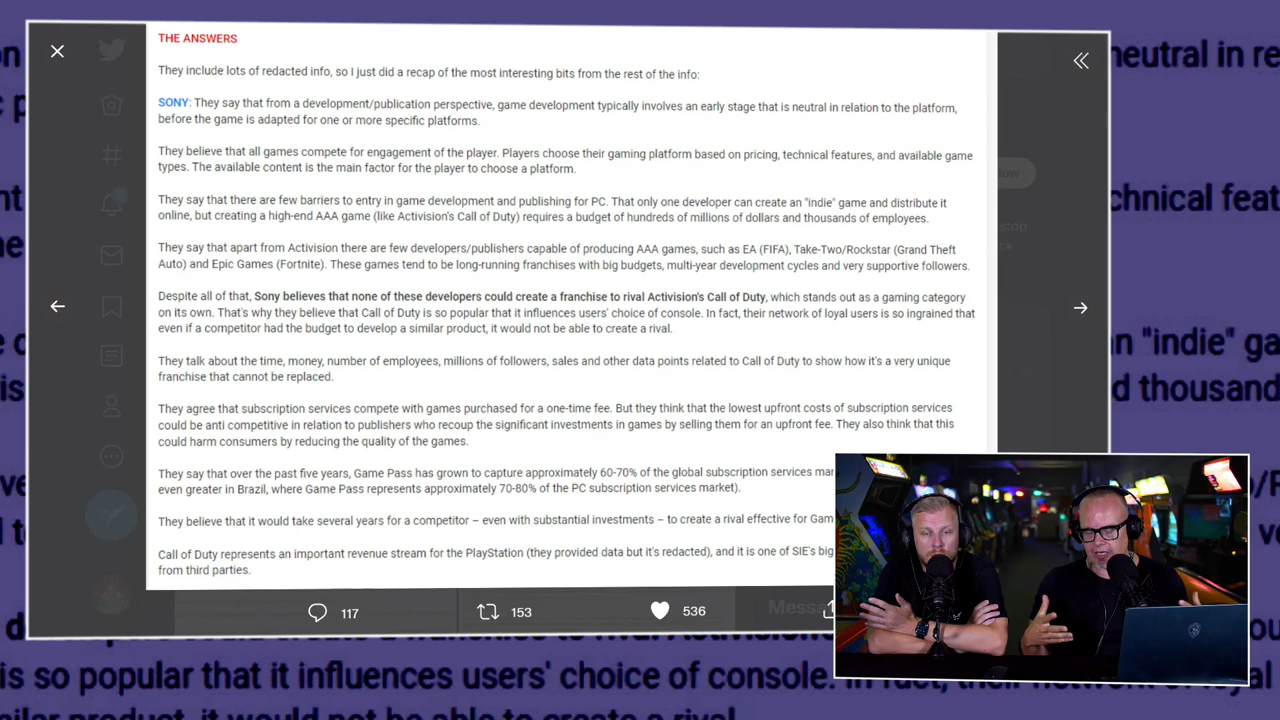 THE ANSWERS
They include lots of redacted info, so I just did a recap of the most interesting bits from the rest of the info:
SONY: They say that from a development/publication perspective, game development typically involves an early stage that is neutral in relation to the platform,
before the game is adapted for one or more specific platforms.
They believe that all games compete for engagement of the player. Players choose their gaming platform based on pricing, technical features, and available game
types. The available content is the main factor for the player to choose a platform.
They say that there are few barriers to entry in game development and publishing for PC. That only one developer can create an "indie" game and distribute it
online, but creating a high-end AAA game (like Activision's Call of Duty) requires a budget of hundreds of millions of dollars and thousands of employees.
They say that apart from Activision there are few developers/publishers capable of producing AAA games, such as EA (FIFA), Take-Two/Rockstar (Grand Theft
Auto) and Epic Games (Fortnite). These games tend to be long-running franchises with big budgets, multi-year development cycles and very supportive followers.
Despite all of that, Sony believes that none of these developers could create a franchise to rival Activision's Call of Duty, which stands out as a gaming category
on its own. That's why they believe that Call of Duty is so popular that it influences users' choice of console. In fact, their network of loyal users is so ingrained that
even if a competitor had the budget to develop a similar product, it would not be able to create a rival.
They talk about the time, money, number of employees, millions of followers, sales and other data points related to Call of Duty to show how it's a very unique
franchise that cannot be replaced.
They agree that subscription services compete with games purchased for a one-time fee. But they think that the lowest upfront costs of subscription services
could be anti competitive in relation to publishers who recoup the significant investments in games by selling them for an upfront fee. They also think that this
could harm consumers by reducing the quality of the games.
They say that over the past five years, Game Pass has grown to capture approximately 60-70% of the global subscription services
even greater in Brazil, where Game Pass represents approximately 70-80% of the PC subscription services market).
They believe that it would take several years for a competitor – even with substantial investments – to create a rival effective for
Call of Duty represents an important revenue stream for the PlayStation (they provided data but it's redacted), and it is one of SIE's
from third parties.
117
153
536
neutral in
"indie"
is so popular that it influences users' choice of console. In fact, their network of
it would not be able to create a rival